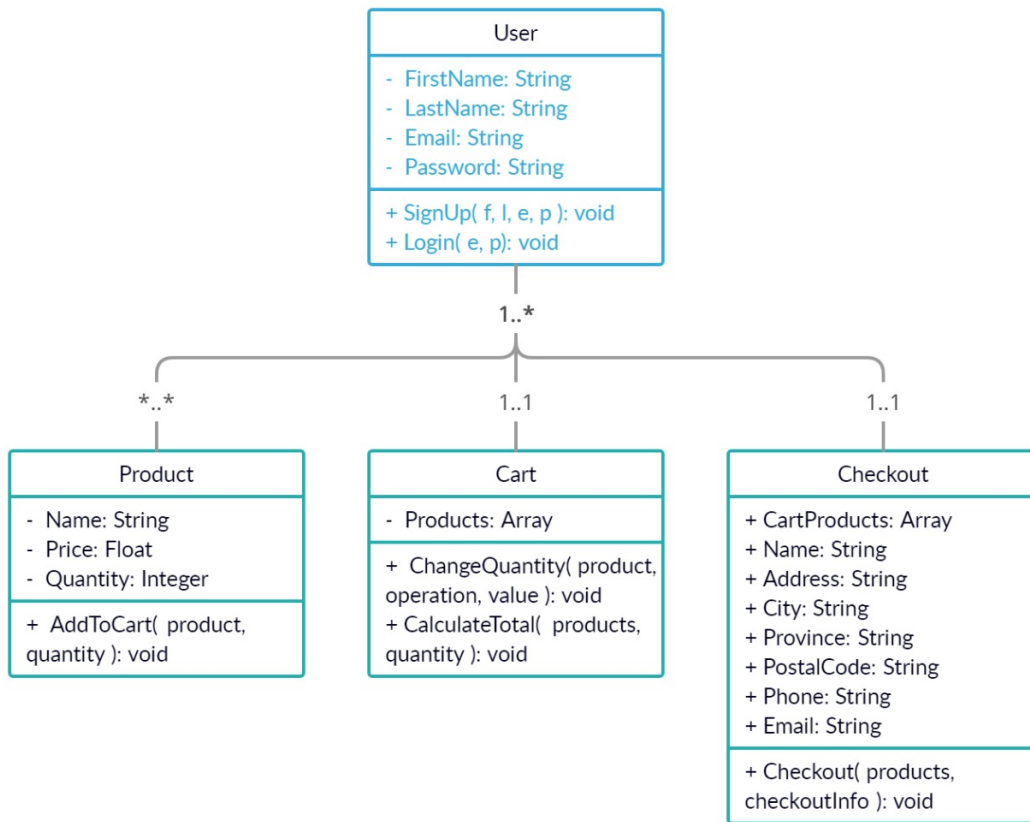 User
- FirstName: String
- LastName: String
- Email: String
- Password: String
+ SignUp( f, l, e, p ): void
+ Login( e, p): void
1..*
*..*
1..1
1..1
Product
- Name: String
- Price: Float
- Quantity: Integer
+ AddToCart( product,
quantity ): void
Cart
- Products: Array
+ ChangeQuantity( product,
operation, value ): void
+ CalculateTotal( products,
quantity ): void
Checkout
+ CartProducts: Array
+ Name: String
+ Address: String
+ City: String
+ Province: String
+ PostalCode: String
+ Phone: String
+ Email: String
+ Checkout( products,
checkoutInfo ): void